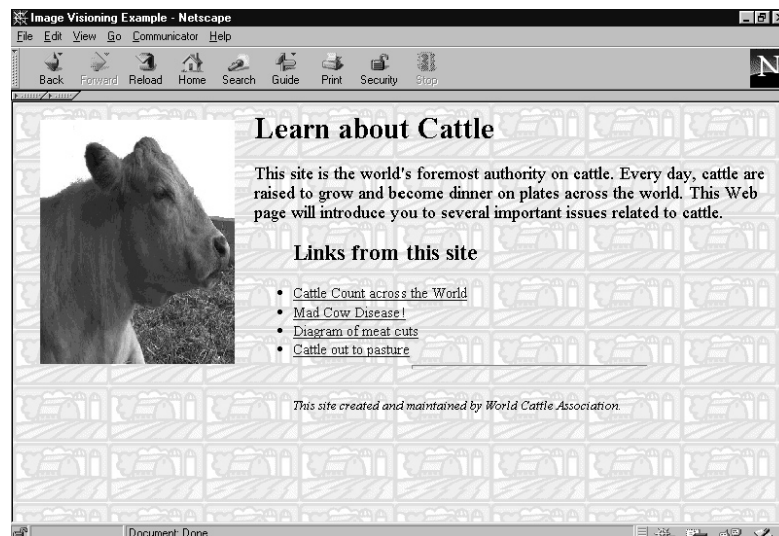 Image Visioning Example - Netscape
File Edit View Go Communicator Help
Back Forward Reload Home Search Guide Print Security Stop
N
Learn about Cattle
This site is the world's foremost authority on cattle. Every day, cattle are
raised to grow and become dinner on plates across the world. This Web
page will introduce you to several important issues related to cattle.
Links from this site
Cattle Count across the World
Mad Cow Disease!
Diagram of meat cuts
Cattle out to pasture
This site created and maintained by World Cattle Association.
Document: Done